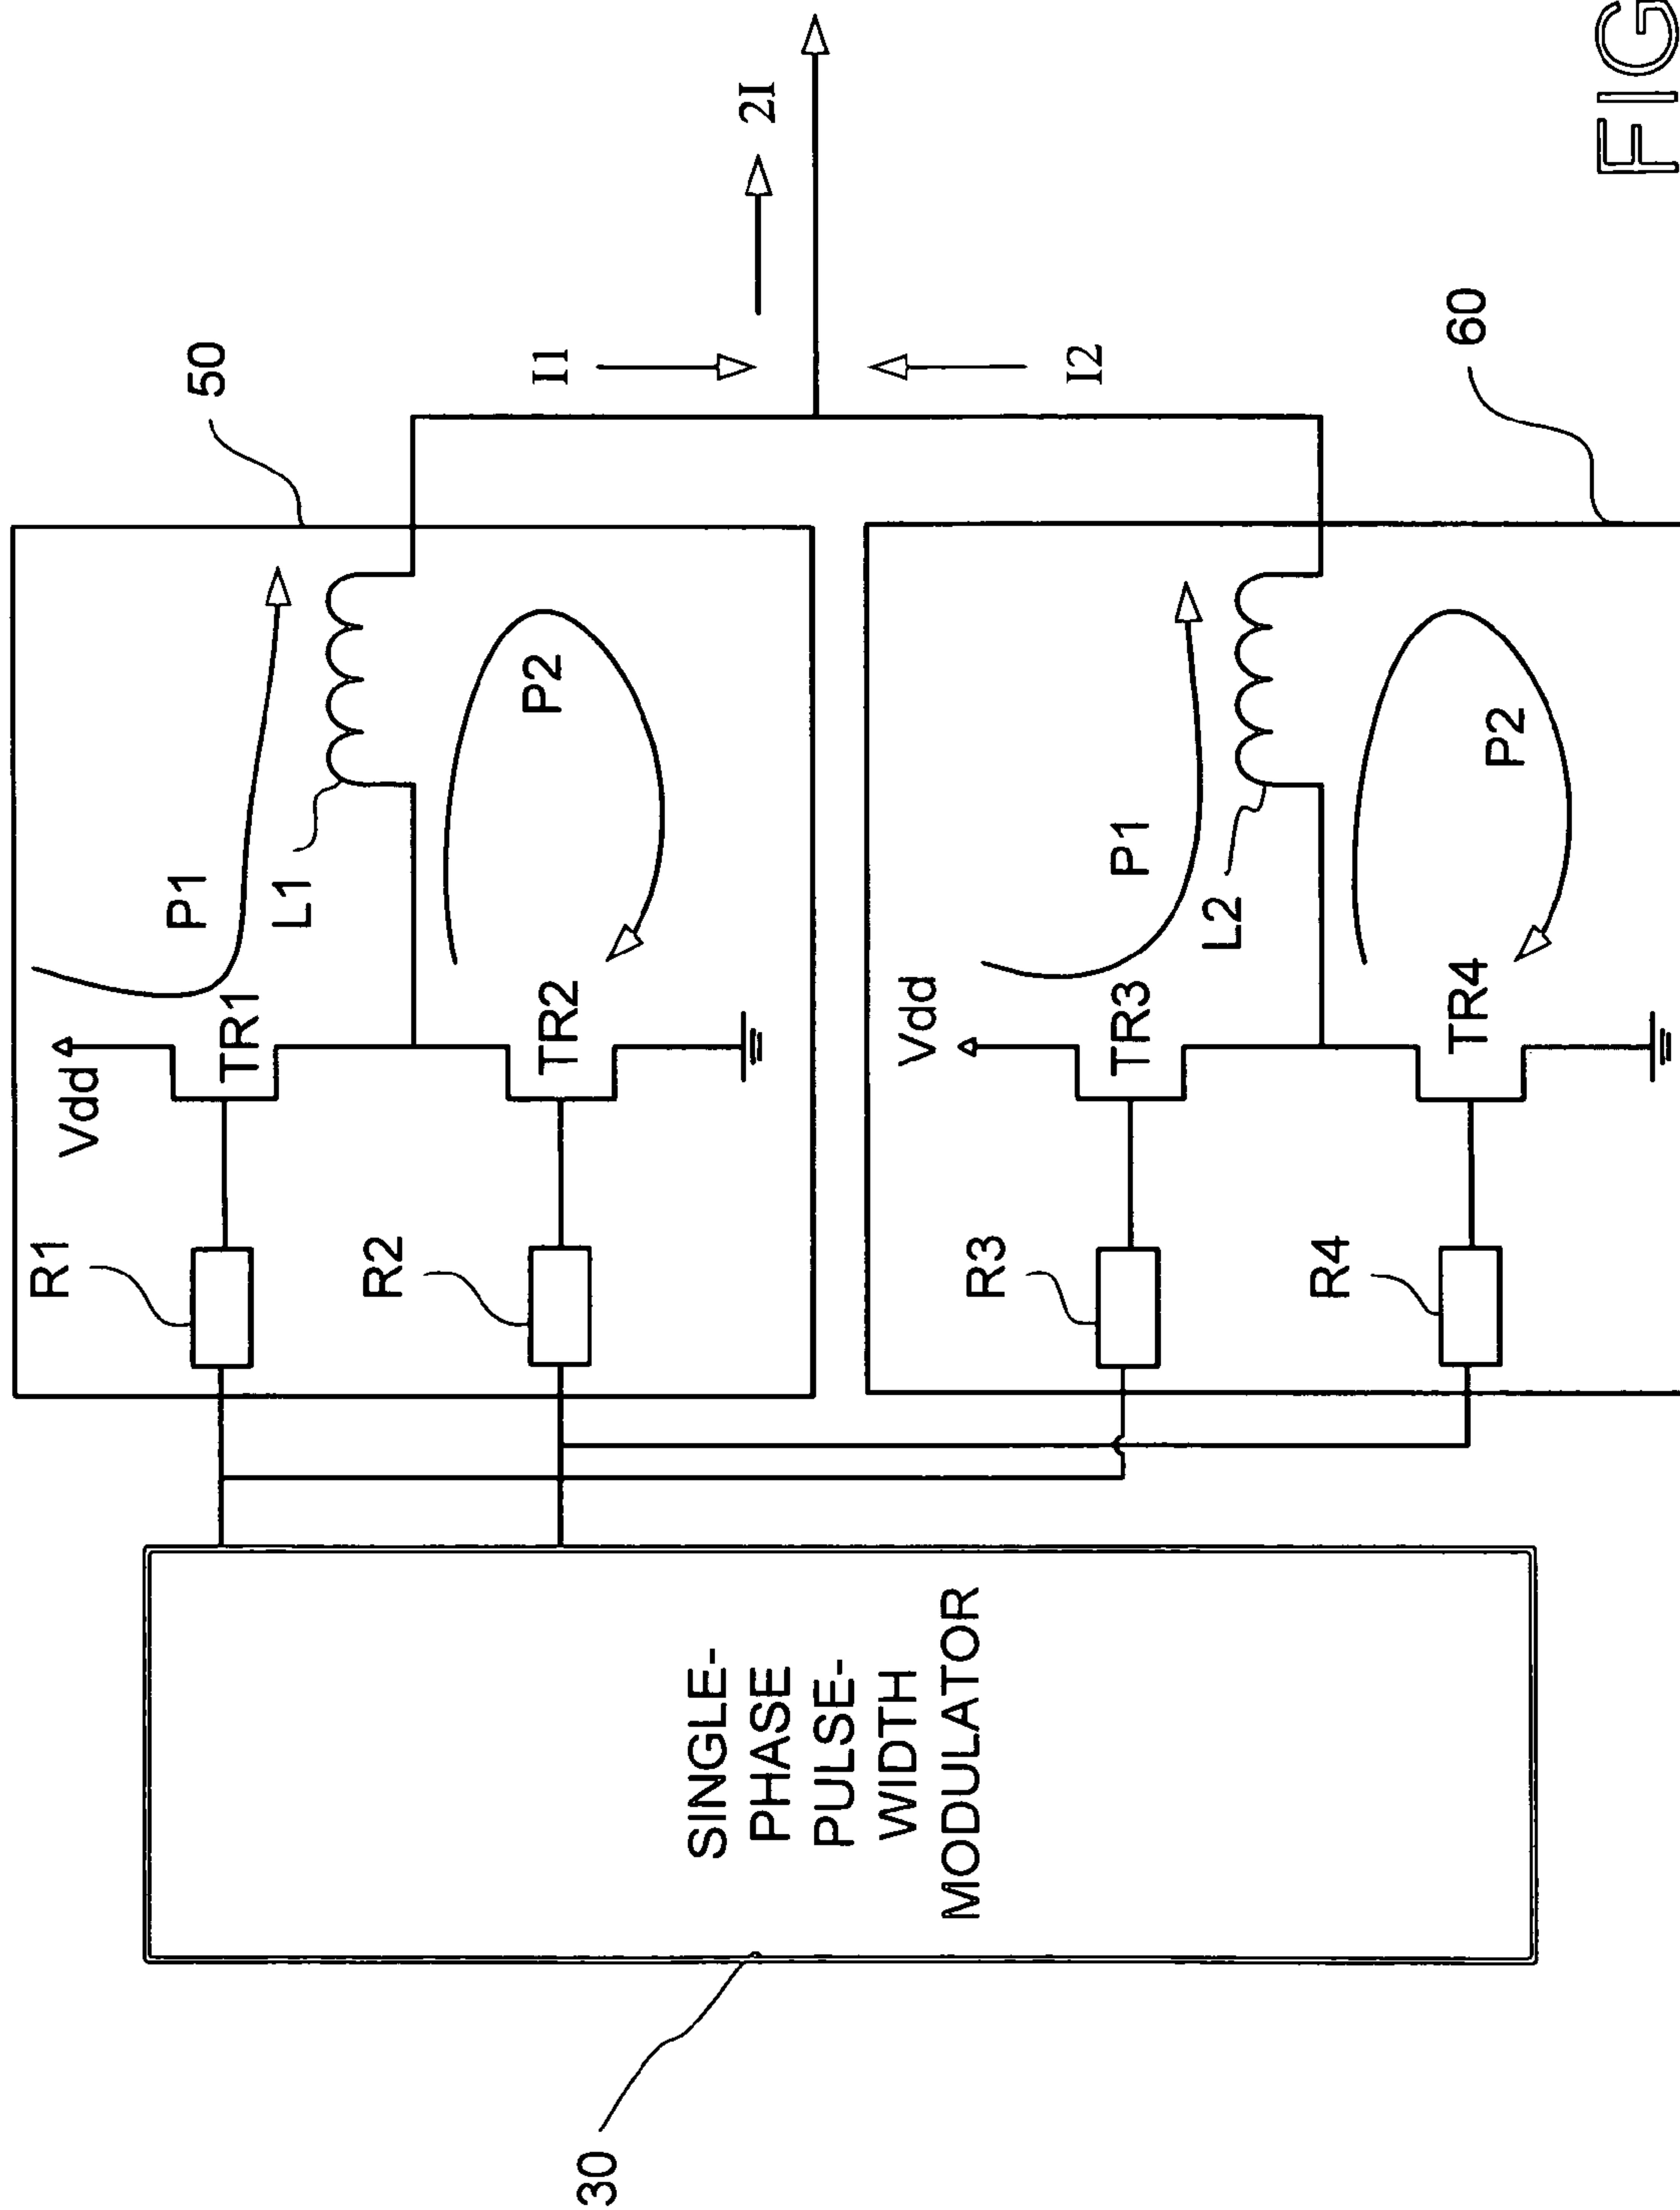 50
Vdd
P1
R1
TR1
L1
I1
2I
R2
TR2
P2
I2
SINGLE-
PHASE
PULSE-
WIDTH
MODULATOR
30
Vdd
P1
R3
TR3
L2
R4
TR4
P2
60
FIG